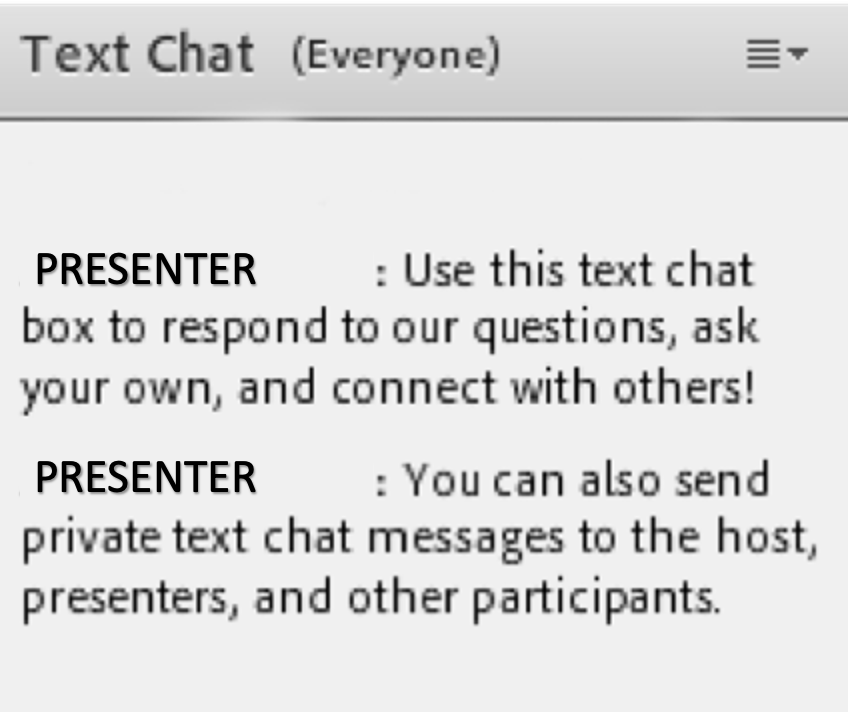 Text Chat (Everyone)
PRESENTER : Use this text chat
box to respond to our questions, ask
your own, and connect with others!
PRESENTER : You can also send
private text chat messages to the host,
presenters, and other participants.